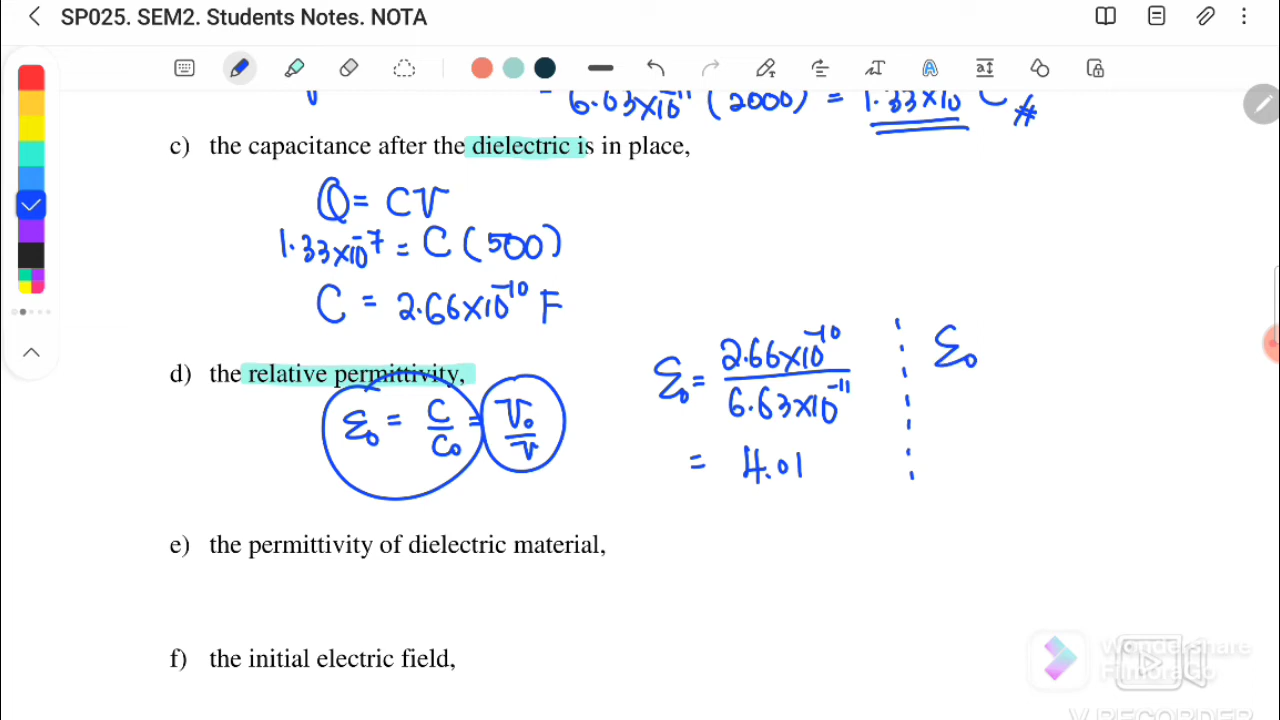 SP025. SEM2. Students Notes. NOTA
= 6.63×10⁻¹¹ (2000) = 1.33×10 C #
c) the capacitance after the dielectric is in place,
Q = CV
1.33×10⁻⁷ = C (500)
C = 2.66×10⁻¹⁰ F
d) the relative permittivity,
ε₀ = C/C₀ = V₀/V
ε₀ = 2.66×10⁻¹⁰/6.63×10⁻¹¹
= 4.01
ε₀
e) the permittivity of dielectric material,
f) the initial electric field,
Wondershare
Filmora
V RECORDER